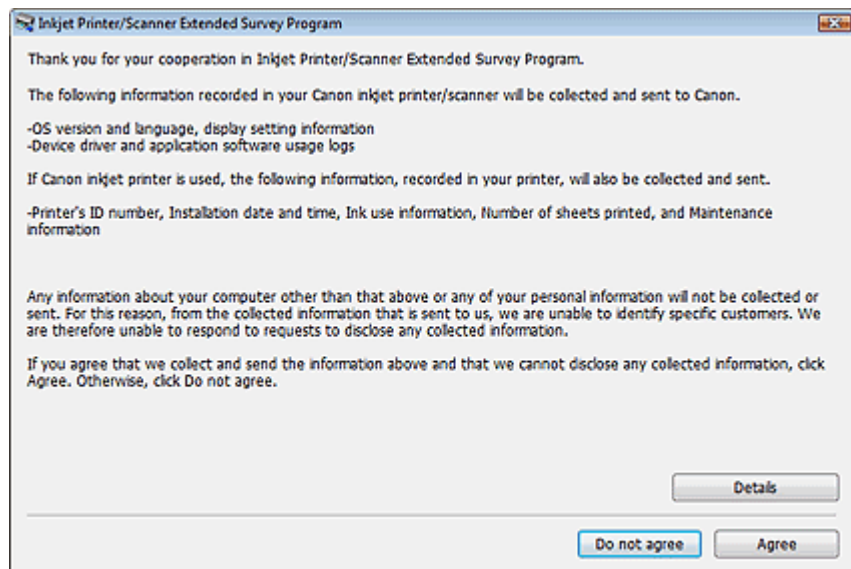 Inkjet Printer/Scanner Extended Survey Program
Thank you for your cooperation in Inkjet Printer/Scanner Extended Survey Program.
The following information recorded in your Canon inkjet printer/scanner will be collected and sent to Canon.
-OS version and language, display setting information
-Device driver and application software usage logs
If Canon inkjet printer is used, the following information, recorded in your printer, will also be collected and sent.
-Printer's ID number, Installation date and time, Ink use information, Number of sheets printed, and Maintenance
information
Any information about your computer other than that above or any of your personal information will not be collected or
sent. For this reason, from the collected information that is sent to us, we are unable to identify specific customers. We
are therefore unable to respond to requests to disclose any collected information.
If you agree that we collect and send the information above and that we cannot disclose any collected information, click
Agree. Otherwise, click Do not agree.
Details
Do not agree
Agree